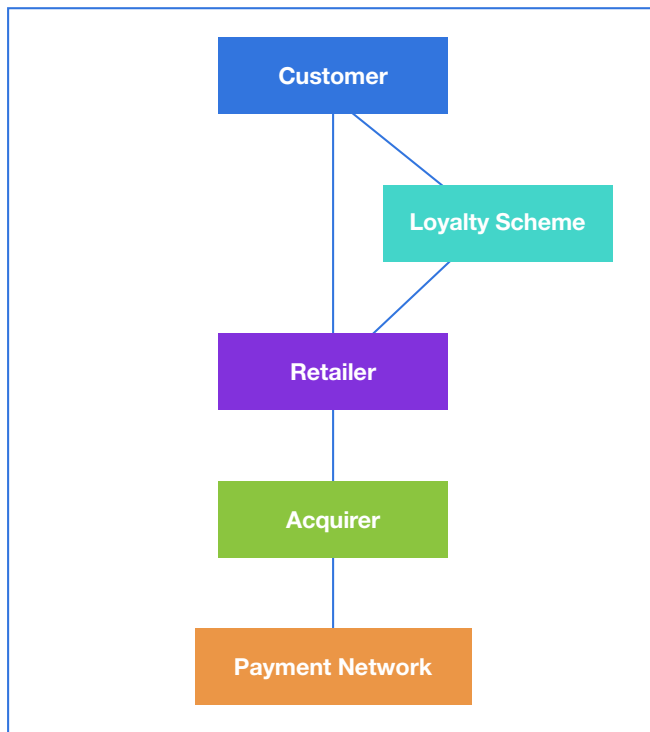 Customer
Loyalty Scheme
Retailer
Acquirer
Payment Network